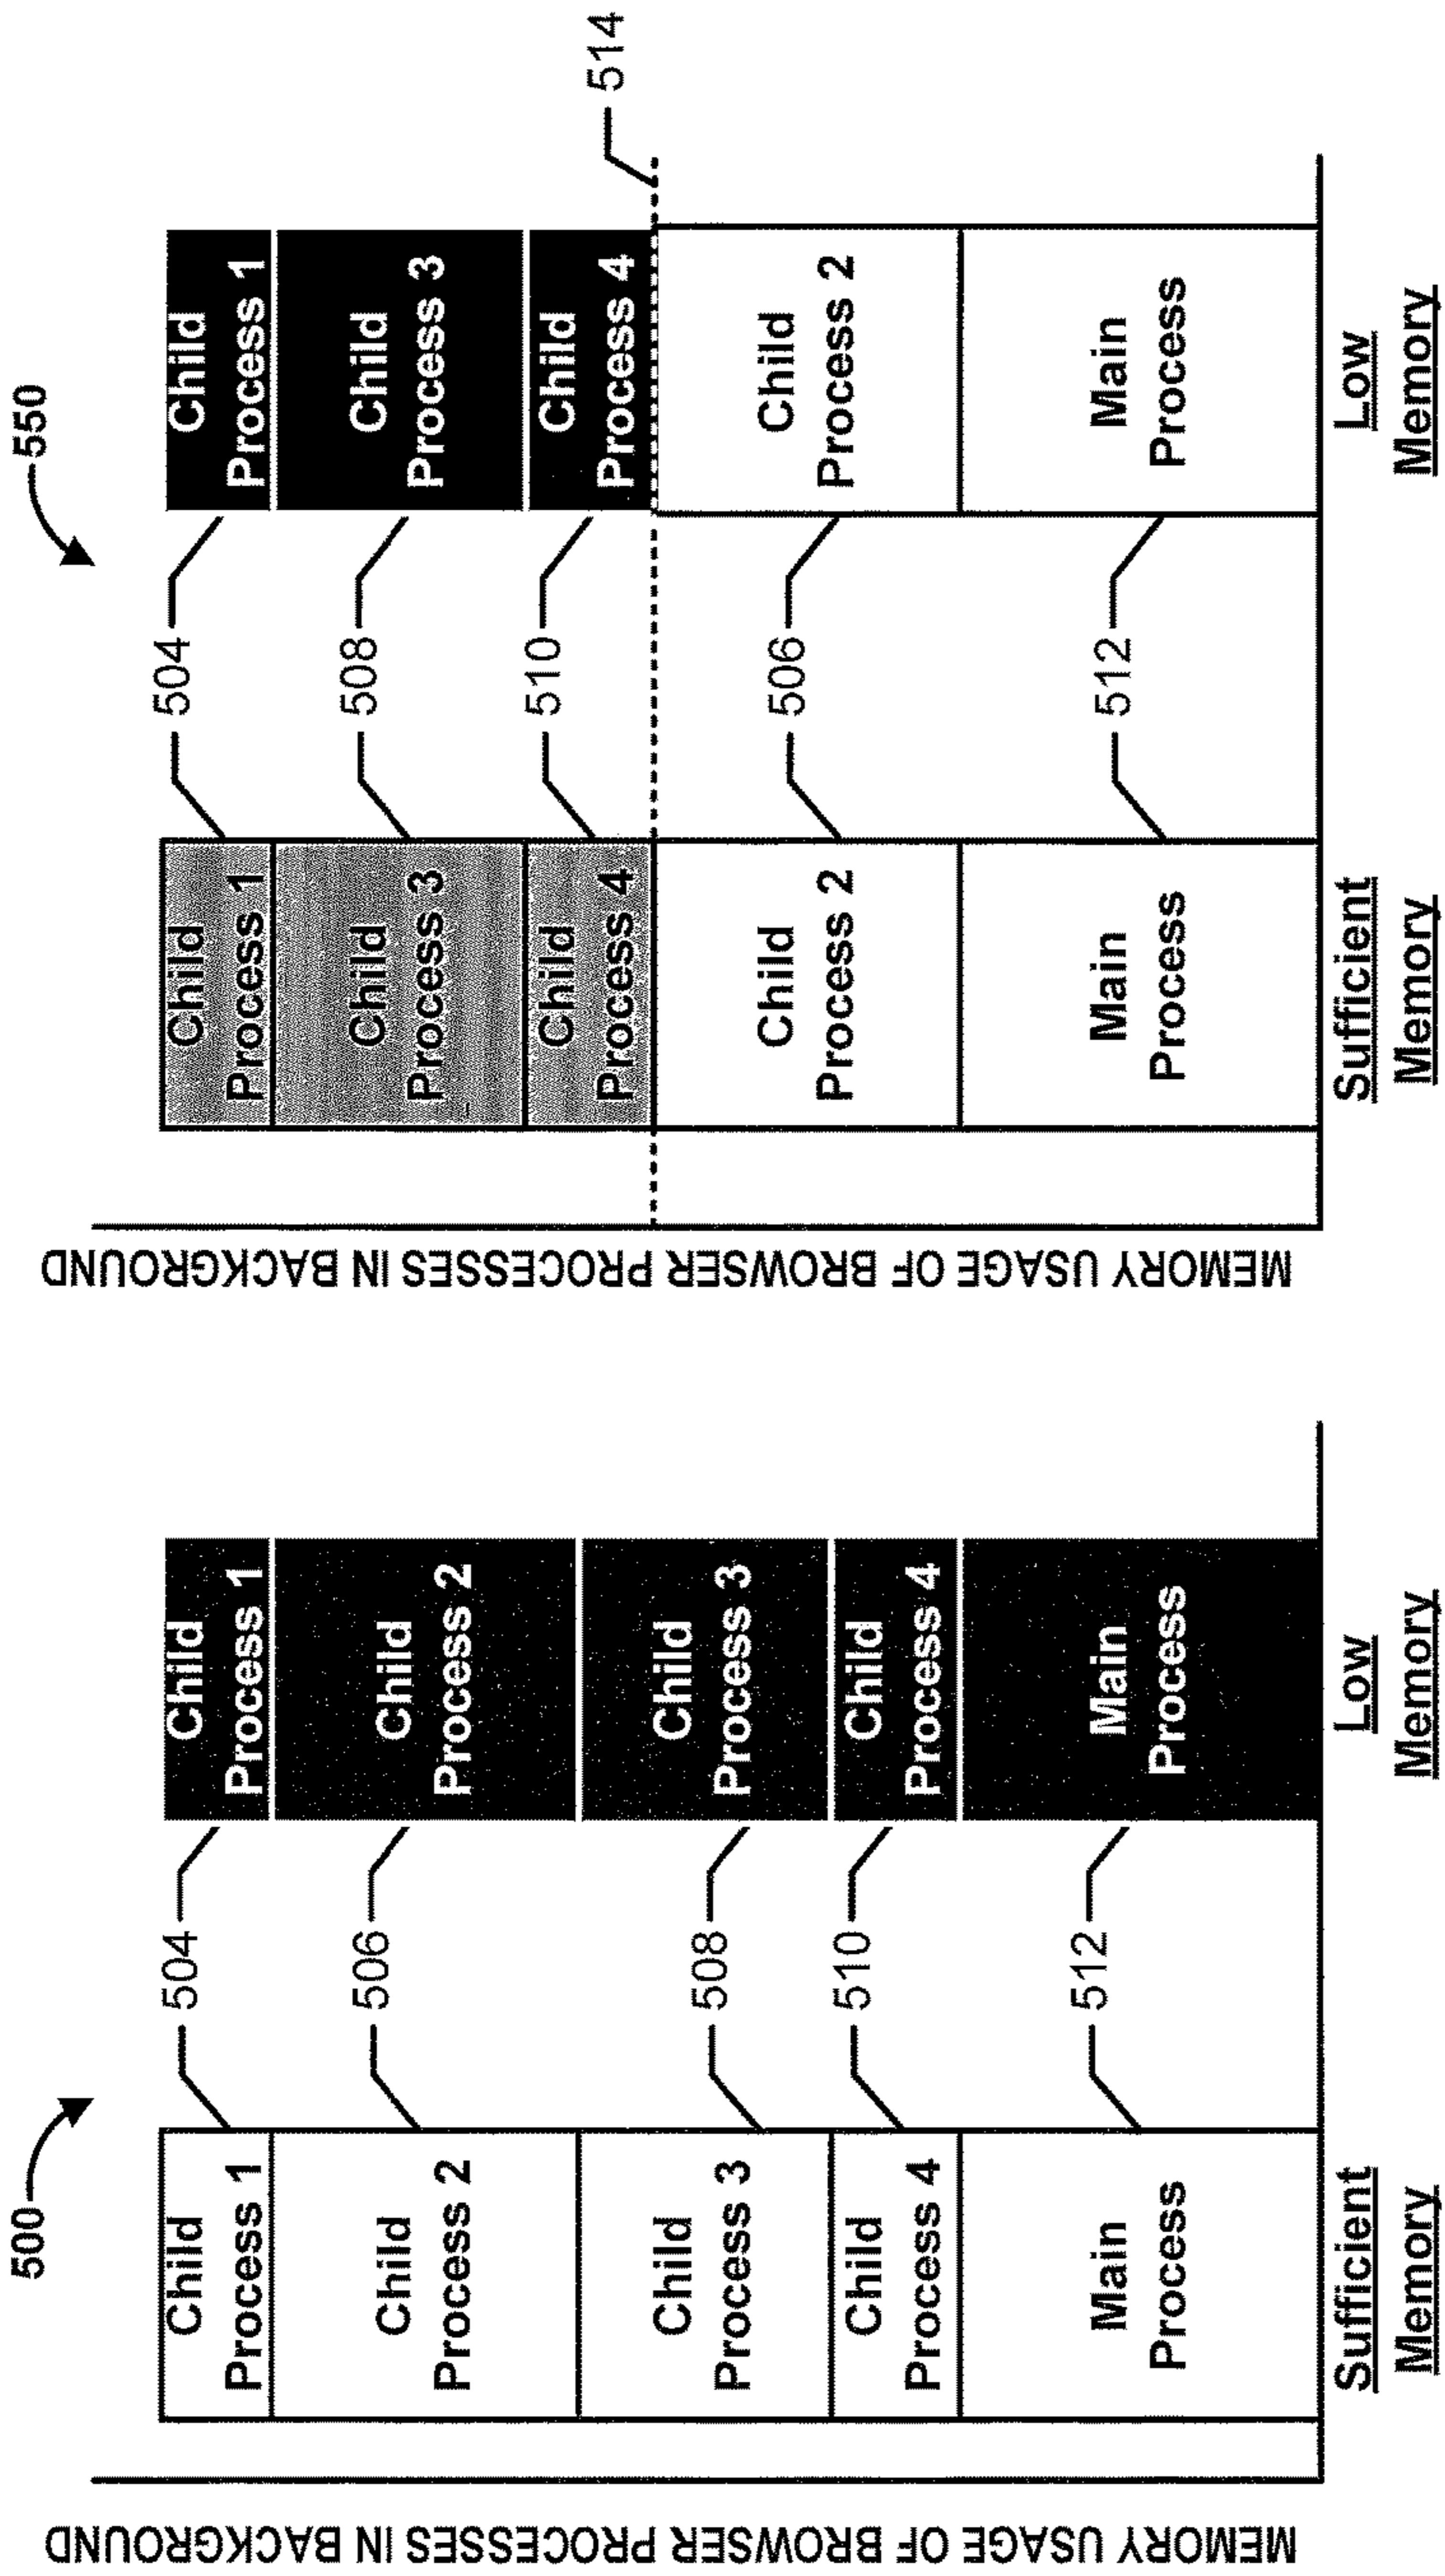 500
MEMORY USAGE OF BROWSER PROCESSES IN BACKGROUND
Child
Process 1
Child
Process 2
Child
Process 3
Child
Process 4
Main
Process
Sufficient
Memory
504
506
508
510
512
Child
Process 1
Child
Process 2
Child
Process 3
Child
Process 4
Main
Process
Low
Memory
550
MEMORY USAGE OF BROWSER PROCESSES IN BACKGROUND
Child
Process 1
Child
Process 3
Child
Process 4
Child
Process 2
Main
Process
Sufficient
Memory
504
508
510
506
512
Child
Process 1
Child
Process 3
Child
Process 4
Child
Process 2
Main
Process
Low
Memory
514